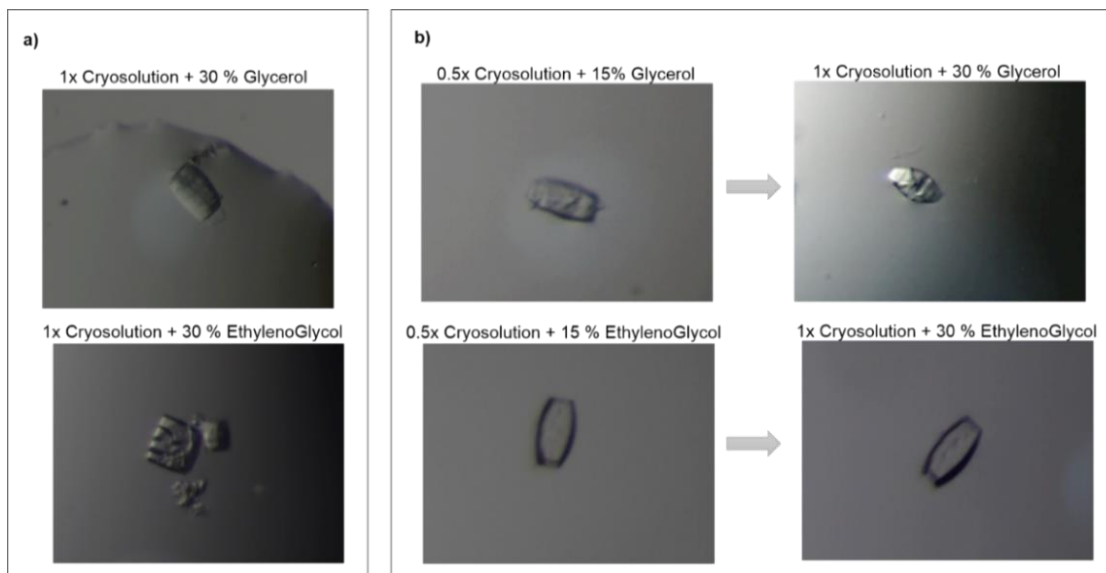 a)
1x Cryosolution + 30 % Glycerol
1x Cryosolution + 30 % EthylenoGlycol
b)
0.5x Cryosolution + 15% Glycerol
1x Cryosolution + 30 % Glycerol
0.5x Cryosolution + 15 % EthylenoGlycol
1x Cryosolution + 30 % EthylenoGlycol